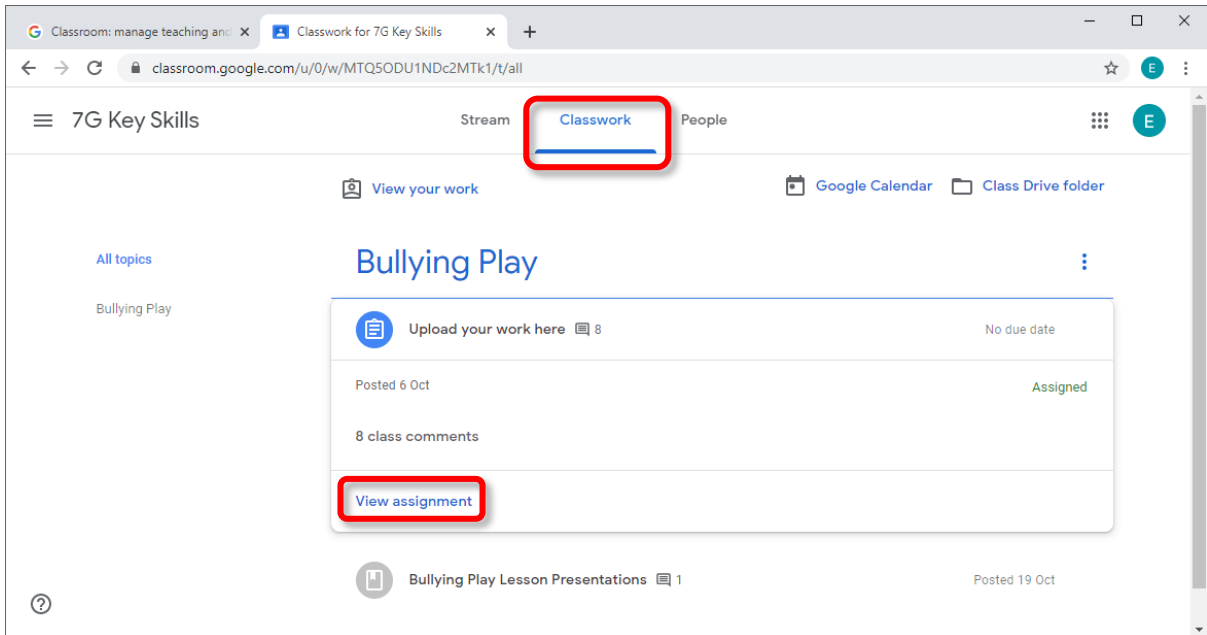 Classroom: manage teaching and
Classwork for 7G Key Skills
classroom.google.com/u/0/w/MTQ5ODU1NDc2MTk1/t/all
E
7G Key Skills
Stream
Classwork
People
E
View your work
Google Calendar
Class Drive folder
All topics
Bullying Play
Bullying Play
Upload your work here 8
No due date
Posted 6 Oct
Assigned
8 class comments
View assignment
Bullying Play Lesson Presentations 1
Posted 19 Oct